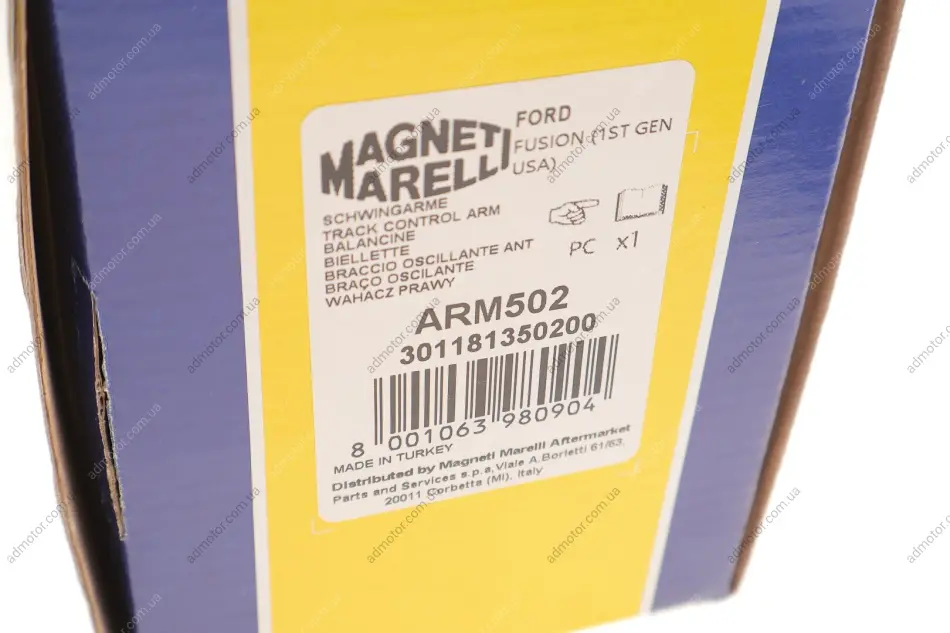 MAGNETI
MARELLI
FORD
FUSION (1ST GEN
USA)
SCHWINGARME
TRACK CONTROL ARM
BALANCINE
BIELLETTE
BRACCIO OSCILLANTE ANT
BRAÇO OSCILANTE
WAHACZ PRAWY
PC x1
ARM502
301181350200
8 001063 980904
MADE IN TURKEY
Distributed by Magneti Marelli Aftermarket
Parts and Services s.p.a,Viale A.Borletti 61/63,
20011 Corbetta (MI), Italy
admotor.com.ua